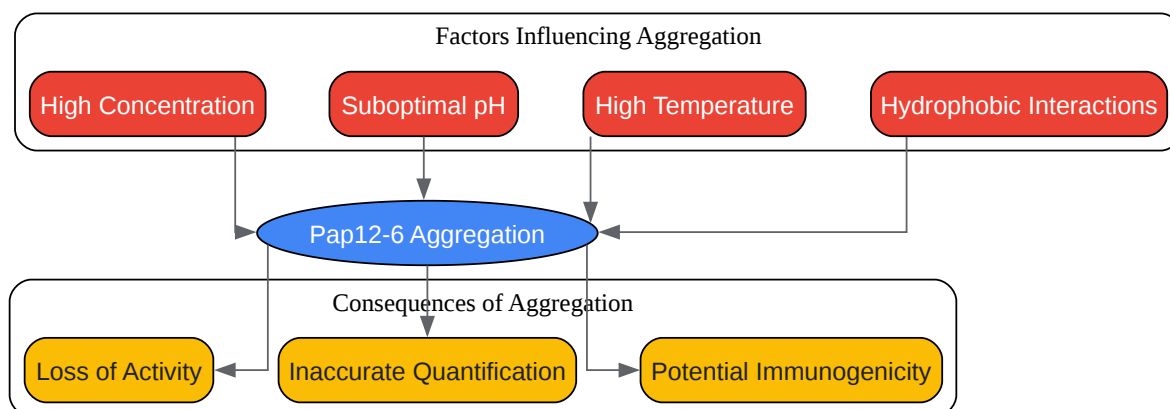 Factors Influencing Aggregation
High Concentration
Suboptimal pH
High Temperature
Hydrophobic Interactions
Pap12-6 Aggregation
Consequences of Aggregation
Loss of Activity
Inaccurate Quantification
Potential Immunogenicity